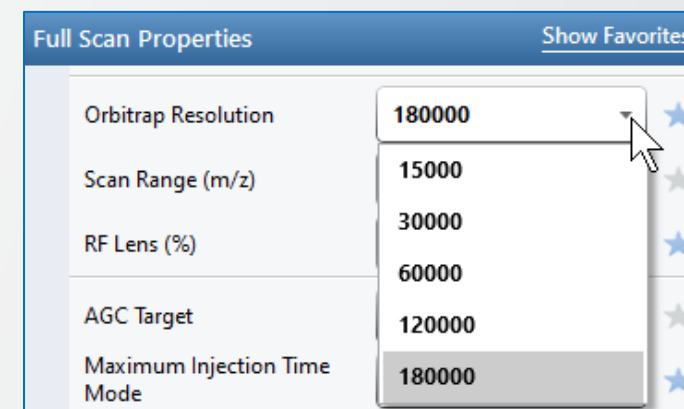 Full Scan Properties Show Favorites
Orbitrap Resolution 180000
15000
Scan Range (m/z)
30000
RF Lens (%)
60000
AGC Target 120000
Maximum Injection Time 180000
Mode